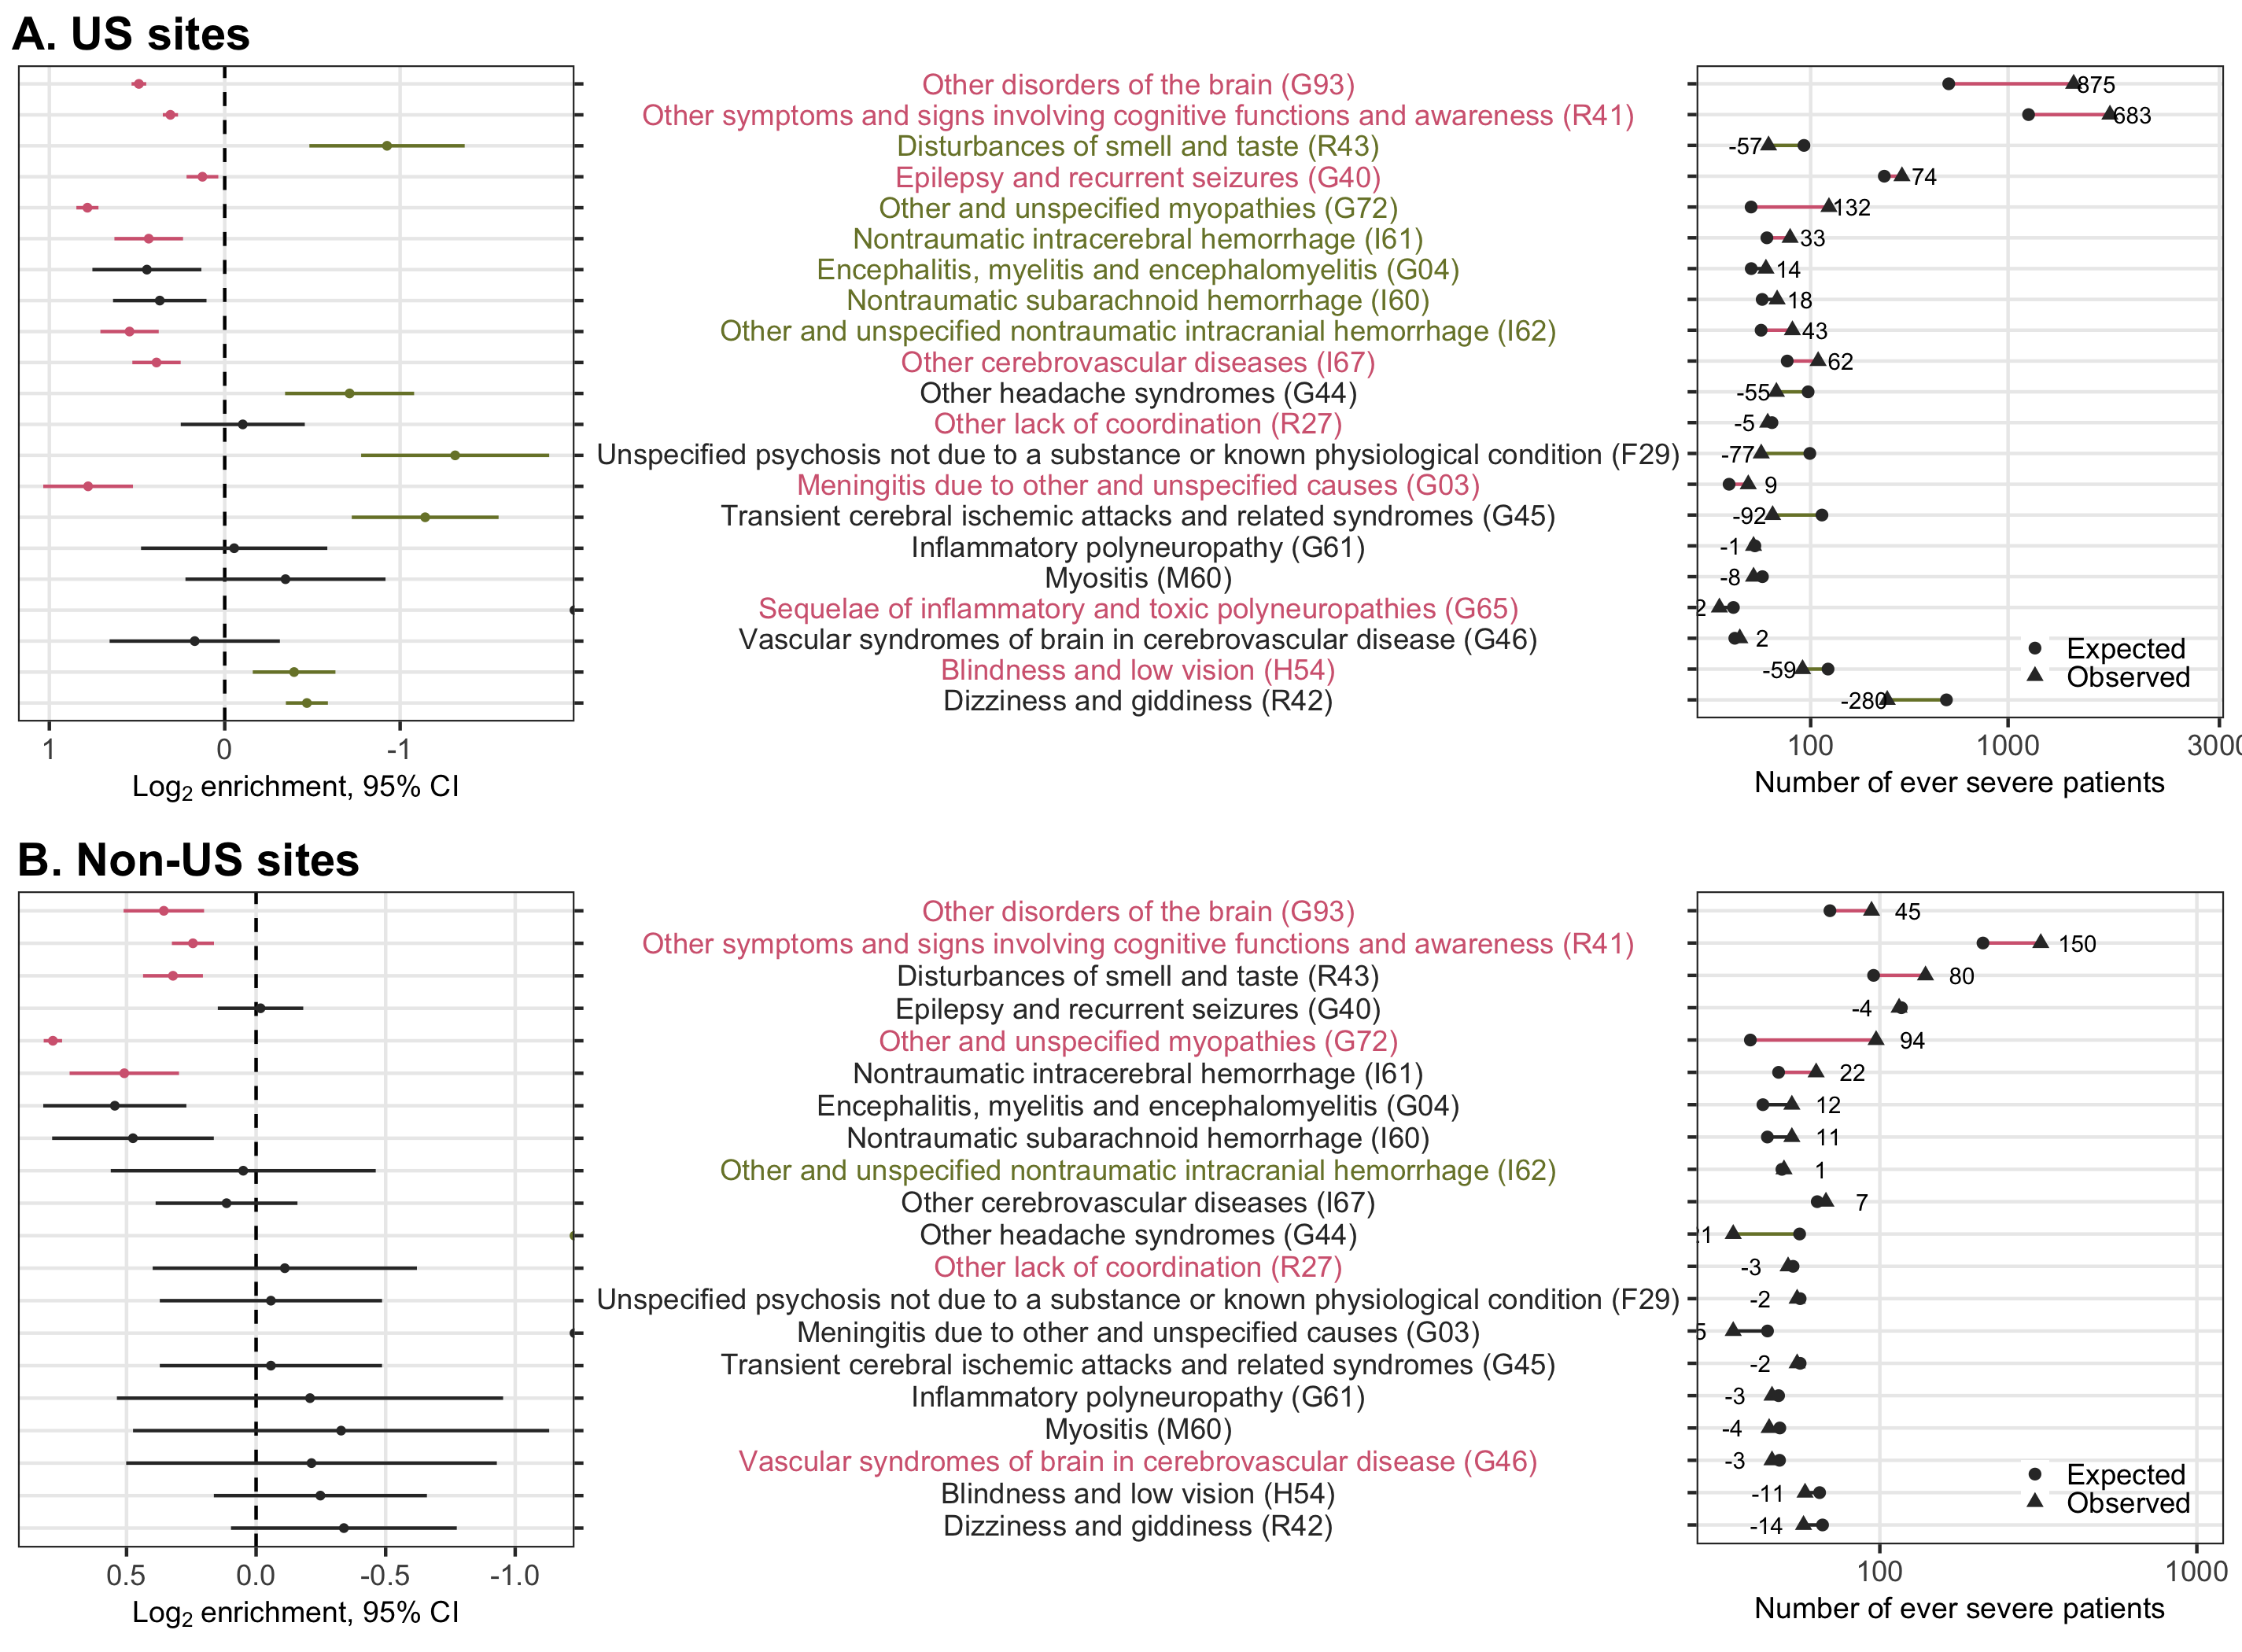 A. US sites
Other disorders of the brain (G93)
875
Other symptoms and signs involving cognitive functions and awareness (R41)
683
Disturbances of smell and taste (R43)
-57
Epilepsy and recurrent seizures (G40)
74
Other and unspecified myopathies (G72)
132
Nontraumatic intracerebral hemorrhage (I61)
33
Encephalitis, myelitis and encephalomyelitis (G04)
14
Nontraumatic subarachnoid hemorrhage (I60)
18
Other and unspecified nontraumatic intracranial hemorrhage (I62)
43
Other cerebrovascular diseases (I67)
62
Other headache syndromes (G44)
-55
Other lack of coordination (R27)
-5
Unspecified psychosis not due to a substance or known physiological condition (F29)
-77
Meningitis due to other and unspecified causes (G03)
9
Transient cerebral ischemic attacks and related syndromes (G45)
-92
Inflammatory polyneuropathy (G61)
-1
Myositis (M60)
-8
Sequelae of inflammatory and toxic polyneuropathies (G65)
2
Vascular syndromes of brain in cerebrovascular disease (G46)
2
Blindness and low vision (H54)
-59
Dizziness and giddiness (R42)
-280
Expected
Observed
1 0 -1
Log₂ enrichment, 95% CI
100 1000 3000
Number of ever severe patients
B. Non-US sites
Other disorders of the brain (G93)
45
Other symptoms and signs involving cognitive functions and awareness (R41)
150
Disturbances of smell and taste (R43)
80
Epilepsy and recurrent seizures (G40)
-4
Other and unspecified myopathies (G72)
94
Nontraumatic intracerebral hemorrhage (I61)
22
Encephalitis, myelitis and encephalomyelitis (G04)
12
Nontraumatic subarachnoid hemorrhage (I60)
11
Other and unspecified nontraumatic intracranial hemorrhage (I62)
1
Other cerebrovascular diseases (I67)
7
Other headache syndromes (G44)
1
Other lack of coordination (R27)
-3
Unspecified psychosis not due to a substance or known physiological condition (F29)
-2
Meningitis due to other and unspecified causes (G03)
5
Transient cerebral ischemic attacks and related syndromes (G45)
-2
Inflammatory polyneuropathy (G61)
-3
Myositis (M60)
-4
Vascular syndromes of brain in cerebrovascular disease (G46)
-3
Blindness and low vision (H54)
-11
Dizziness and giddiness (R42)
-14
Expected
Observed
0.5 0.0 -0.5 -1.0
Log₂ enrichment, 95% CI
100 1000
Number of ever severe patients